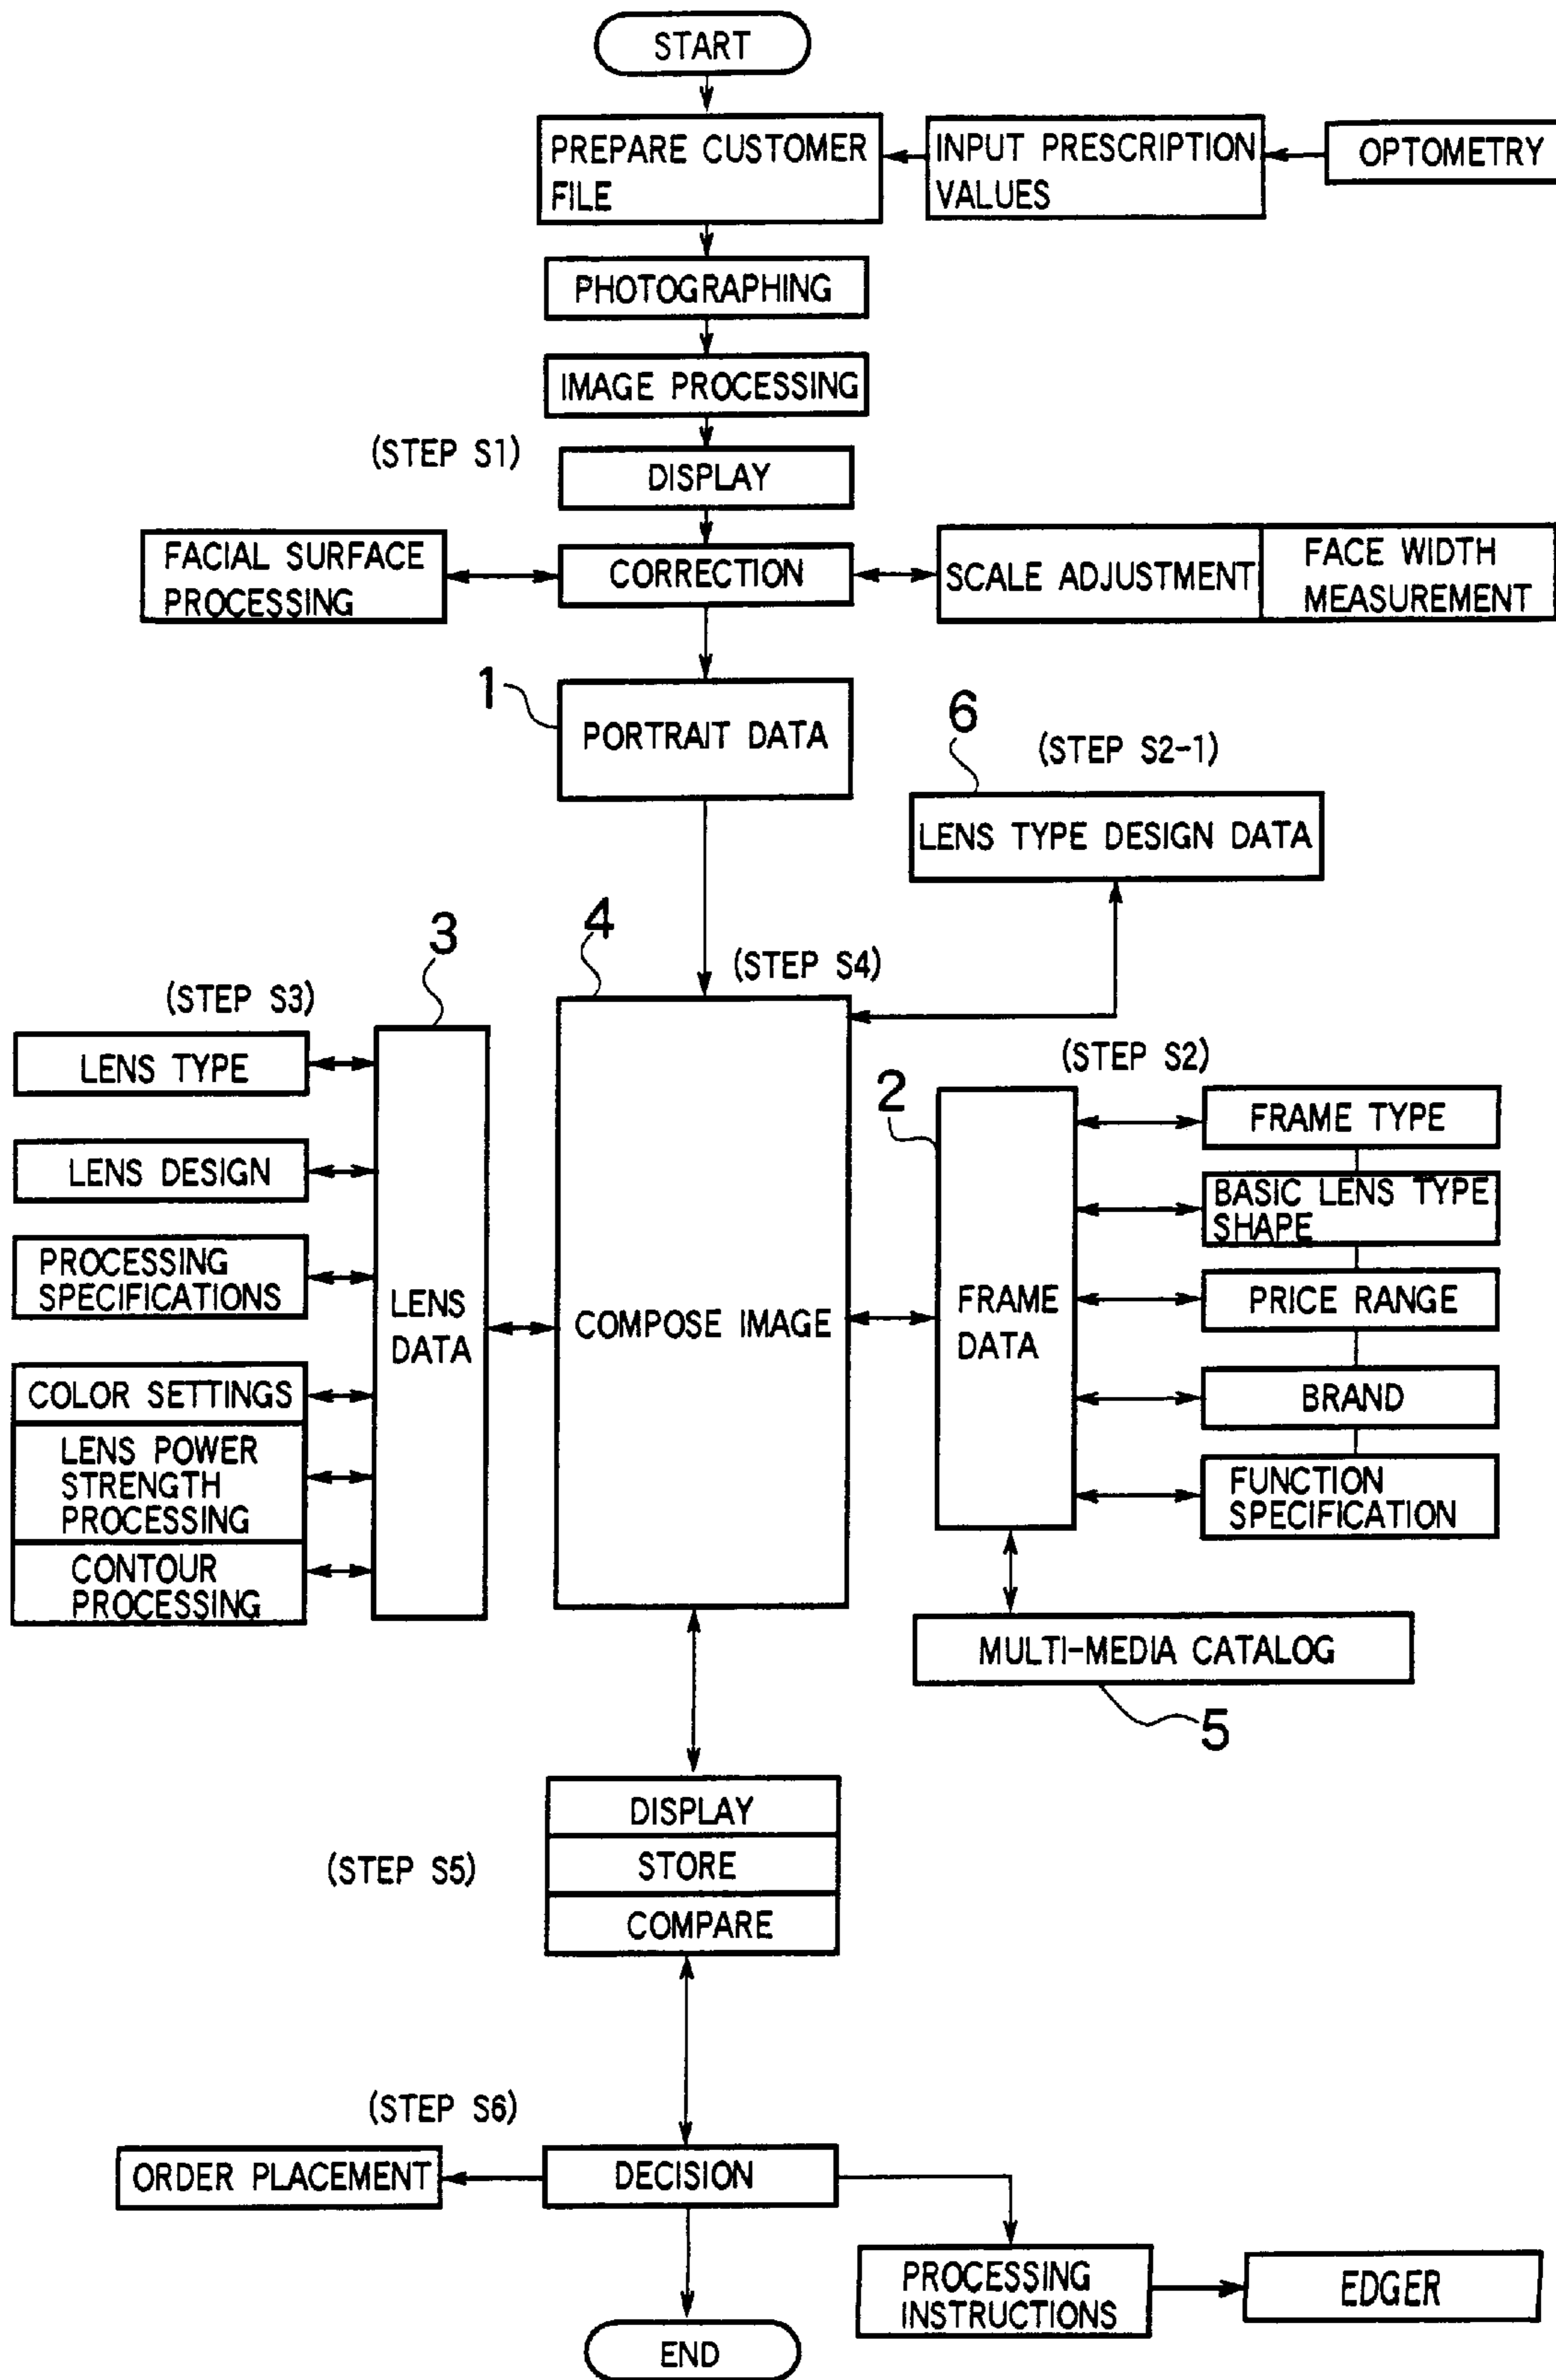 START
PREPARE CUSTOMER
FILE
INPUT PRESCRIPTION
VALUES
OPTOMETRY
PHOTOGRAPHING
IMAGE PROCESSING
(STEP S1)
DISPLAY
FACIAL SURFACE
PROCESSING
CORRECTION
SCALE ADJUSTMENT
FACE WIDTH
MEASUREMENT
1
PORTRAIT DATA
6
(STEP S2-1)
LENS TYPE DESIGN DATA
3
4
(STEP S4)
(STEP S3)
LENS TYPE
LENS DESIGN
PROCESSING
SPECIFICATIONS
COLOR SETTINGS
LENS POWER
STRENGTH
PROCESSING
CONTOUR
PROCESSING
LENS
DATA
COMPOSE IMAGE
(STEP S2)
2
FRAME
DATA
FRAME TYPE
BASIC LENS TYPE
SHAPE
PRICE RANGE
BRAND
FUNCTION
SPECIFICATION
MULTI-MEDIA CATALOG
5
DISPLAY
(STEP S5)
STORE
COMPARE
(STEP S6)
ORDER PLACEMENT
DECISION
PROCESSING
INSTRUCTIONS
EDGER
END